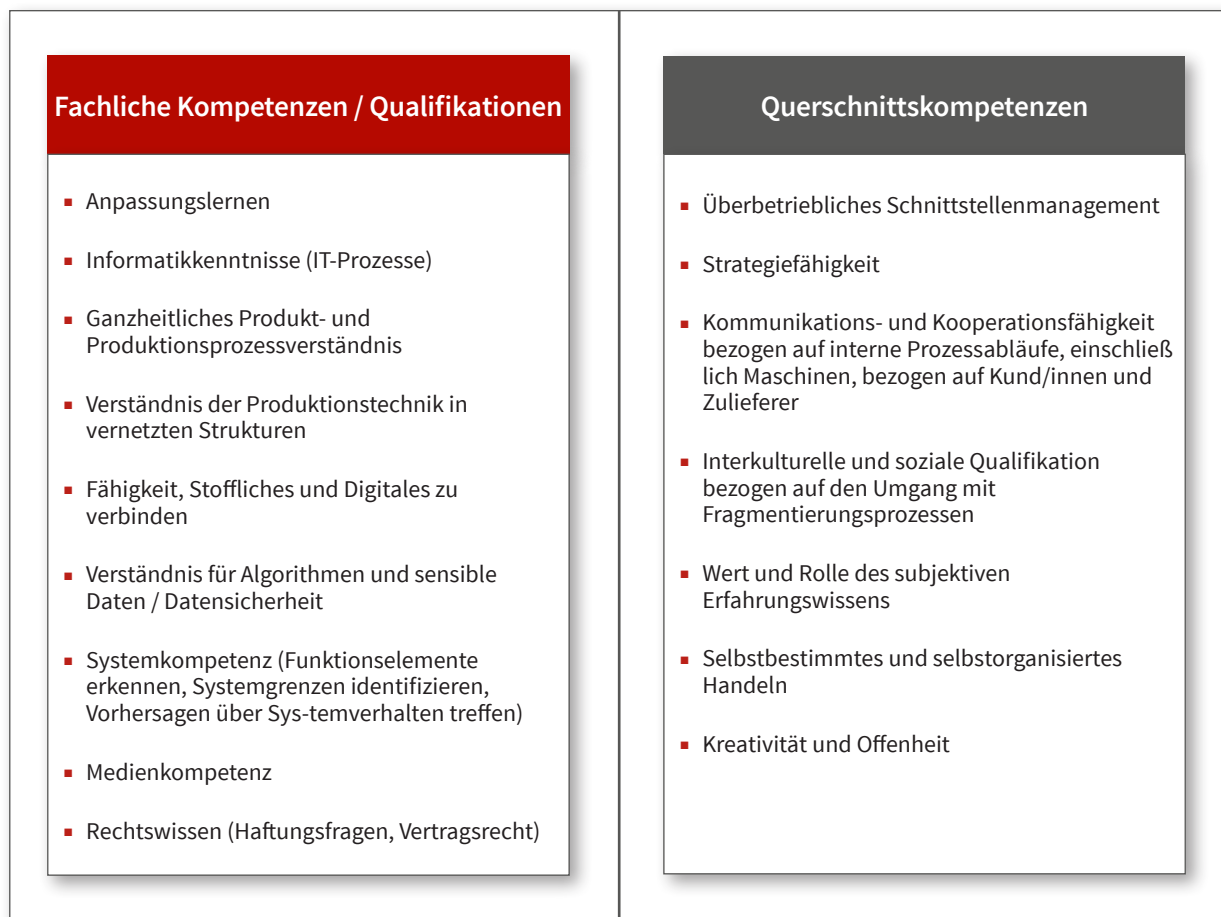 Fachliche Kompetenzen / Qualifikationen
▪ Anpassungslernen
▪ Informatikkenntnisse (IT-Prozesse)
▪ Ganzheitliches Produkt- und
Produktionsprozessverständnis
▪ Verständnis der Produktionstechnik in
vernetzten Strukturen
▪ Fähigkeit, Stoffliches und Digitales zu
verbinden
▪ Verständnis für Algorithmen und sensible
Daten / Datensicherheit
▪ Systemkompetenz (Funktionselemente
erkennen, Systemgrenzen identifizieren,
Vorhersagen über Sys-temverhalten treffen)
▪ Medienkompetenz
▪ Rechtswissen (Haftungsfragen, Vertragsrecht)
Querschnittskompetenzen
▪ Überbetriebliches Schnittstellenmanagement
▪ Strategiefähigkeit
▪ Kommunikations- und Kooperationsfähigkeit
bezogen auf interne Prozessabläufe, einschließ
lich Maschinen, bezogen auf Kund/innen und
Zulieferer
▪ Interkulturelle und soziale Qualifikation
bezogen auf den Umgang mit
Fragmentierungsprozessen
▪ Wert und Rolle des subjektiven
Erfahrungswissens
▪ Selbstbestimmtes und selbstorganisiertes
Handeln
▪ Kreativität und Offenheit